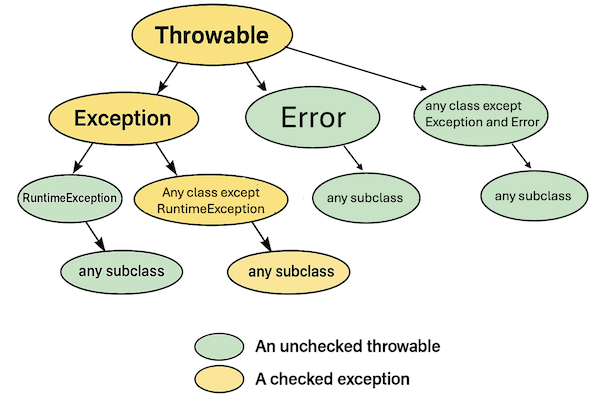 Throwable
Exception
Error
any class except
Exception and Error
RuntimeException
Any class except
RuntimeException
any subclass
any subclass
any subclass
any subclass
An unchecked throwable
A checked exception